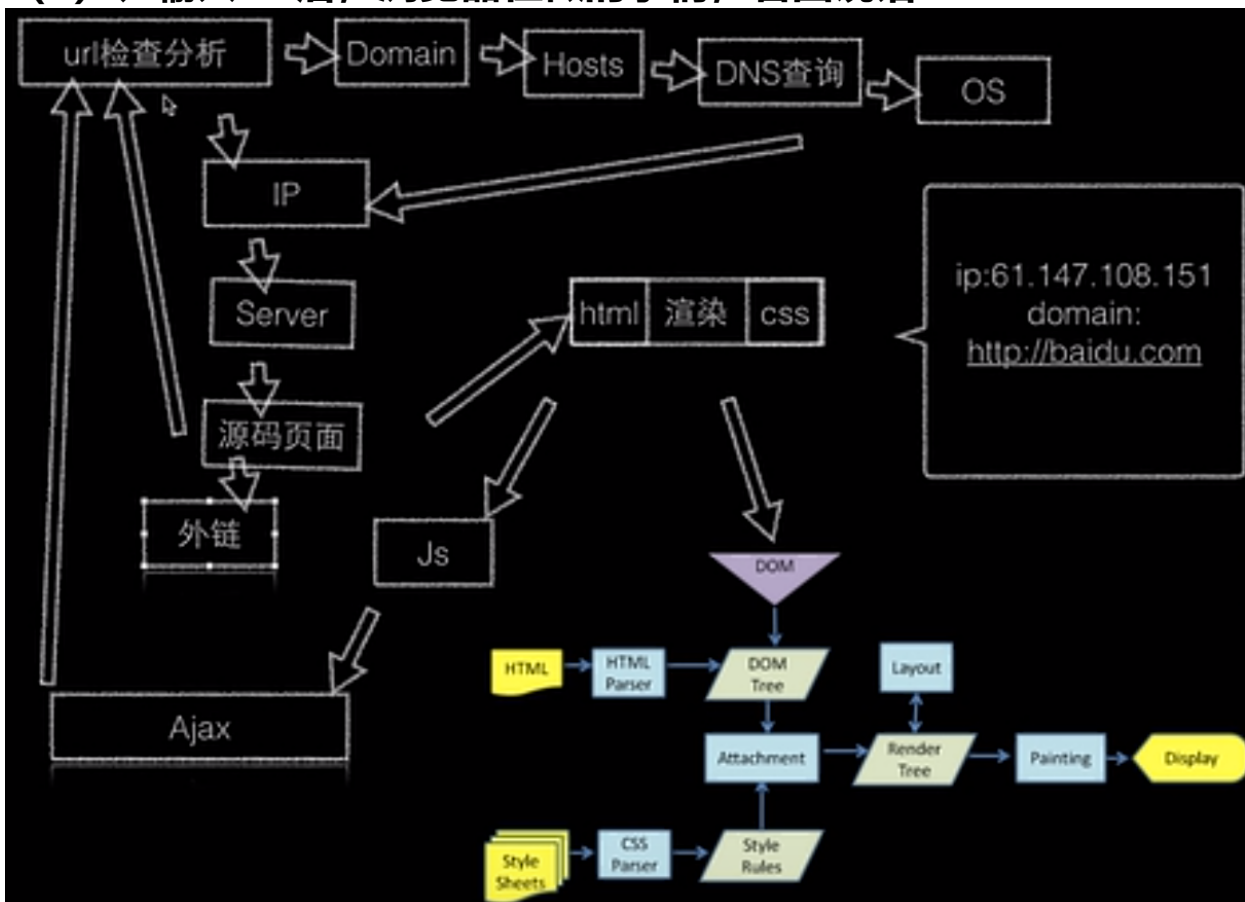 url检查分析
Domain
Hosts
DNS查询
OS
IP
ip:61.147.108.151
domain:
http://baidu.com
Server
html
渲染
css
源码页面
外链
Js
DOM
HTML
HTML
Parser
DOM
Tree
Layout
Ajax
Attachment
Render
Tree
Painting
Display
Style
Sheets
CSS
Parser
Style
Rules